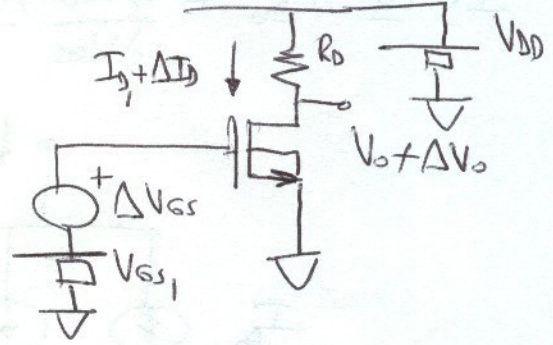 V_DD
R_D
I_D1 + ΔI_D
V_o + ΔV_o
+
ΔV_GS
V_GS1